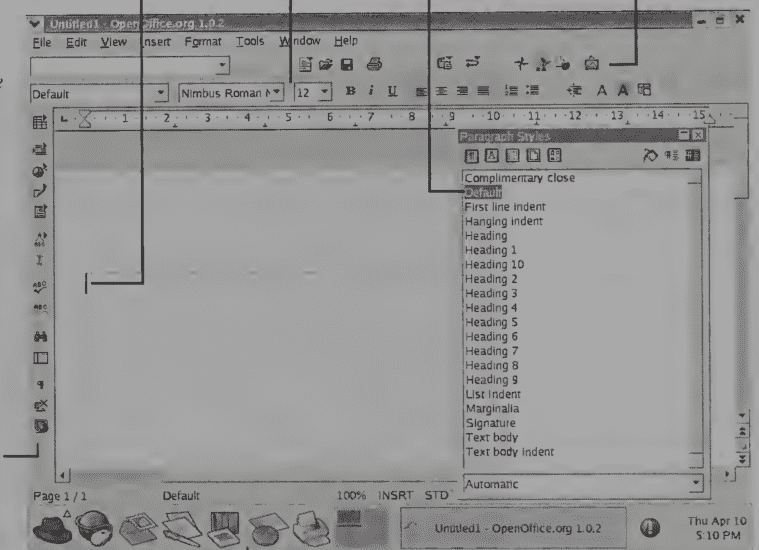 Untitled1 - OpenOffice.org 1.0.2
File Edit View Insert Format Tools Window Help
Default Nimbus Roman 12 B i U A A
1 2 3 4 5 6 7 8 9 10 11 12 13 14 15
Paragraph Styles
Complimentary close
Default
First line indent
Hanging indent
Heading
Heading 1
Heading 10
Heading 2
Heading 3
Heading 4
Heading 5
Heading 6
Heading 7
Heading 8
Heading 9
List Indent
Marginalia
Signature
Text body
Text body indent
Automatic
Page 1 / 1 Default 100% INSRT STD
Untitled1 - OpenOffice.org 1.0.2
Thu Apr 10
5:10 PM